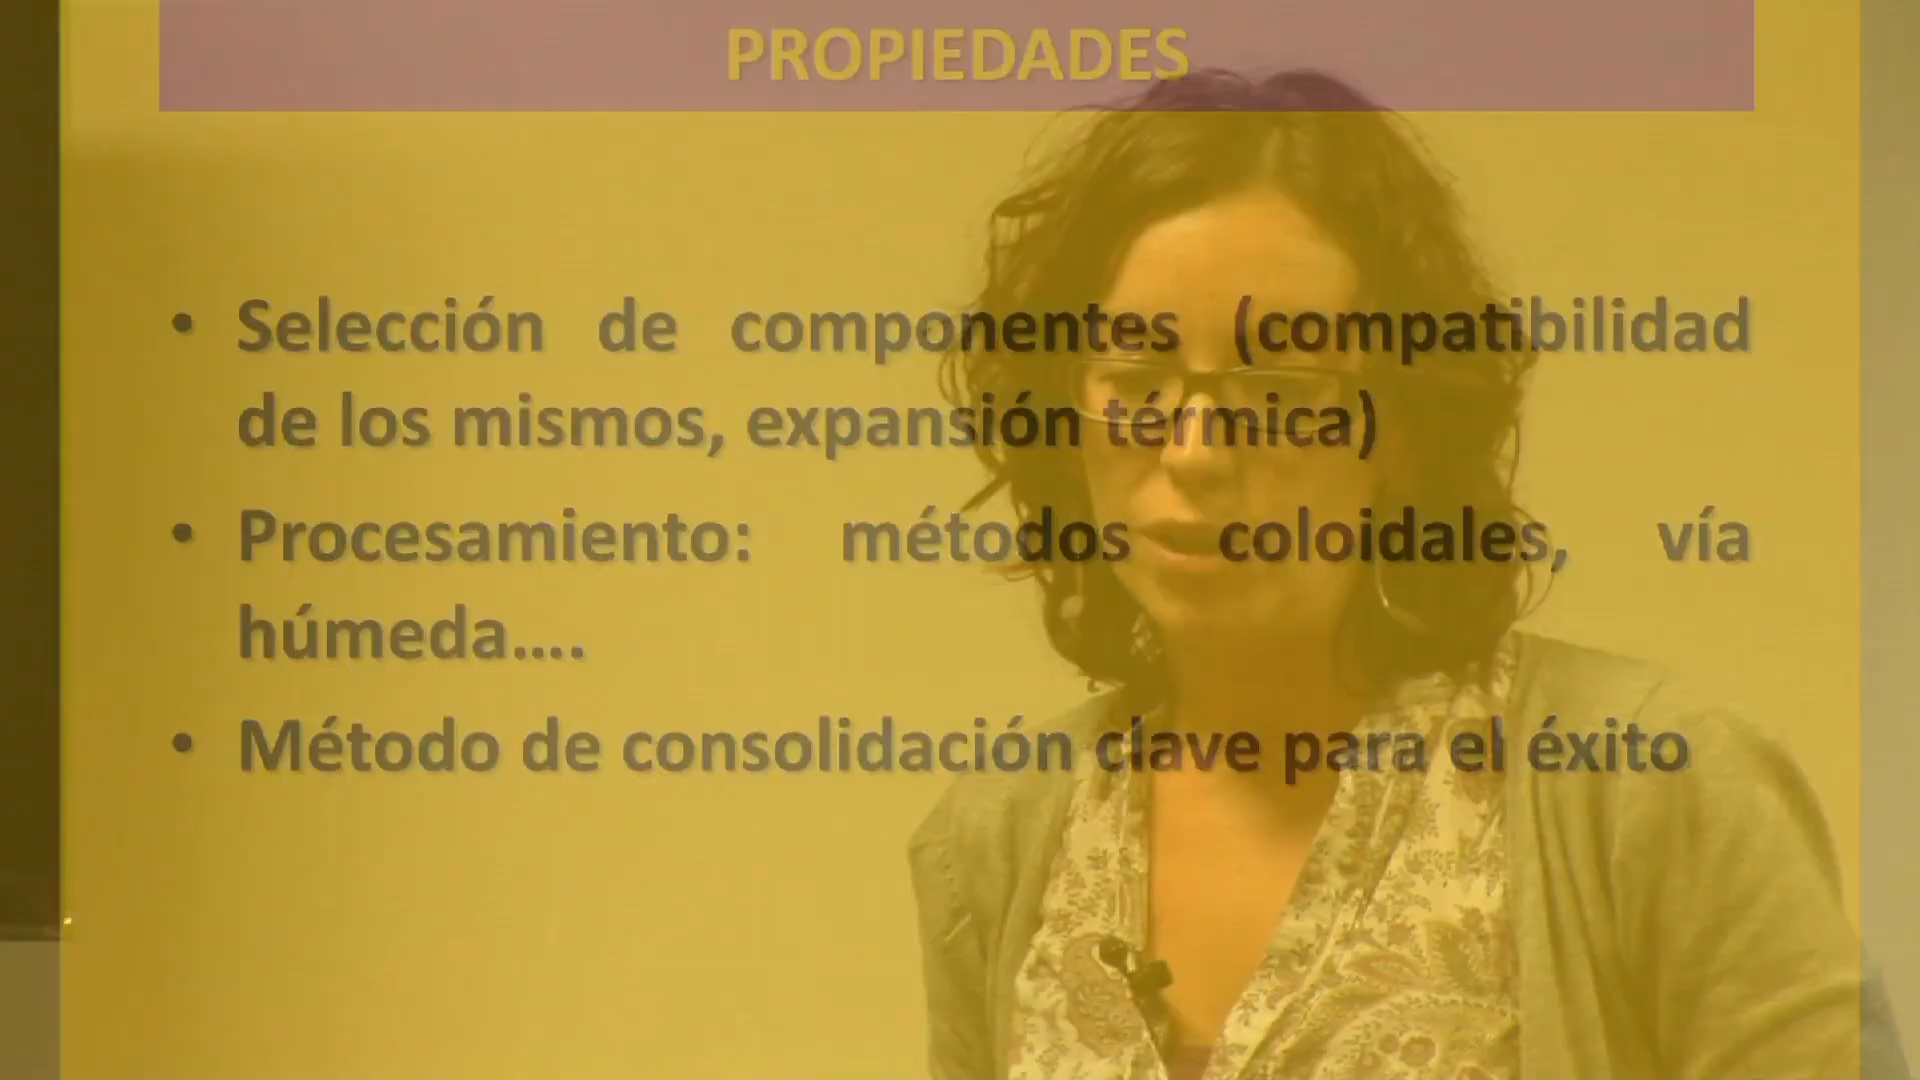 PROPIEDADES
• Selección de componentes (compatibilidad
de los mismos, expansión térmica)
• Procesamiento: métodos coloidales, vía
húmeda....
• Método de consolidación clave para el éxito